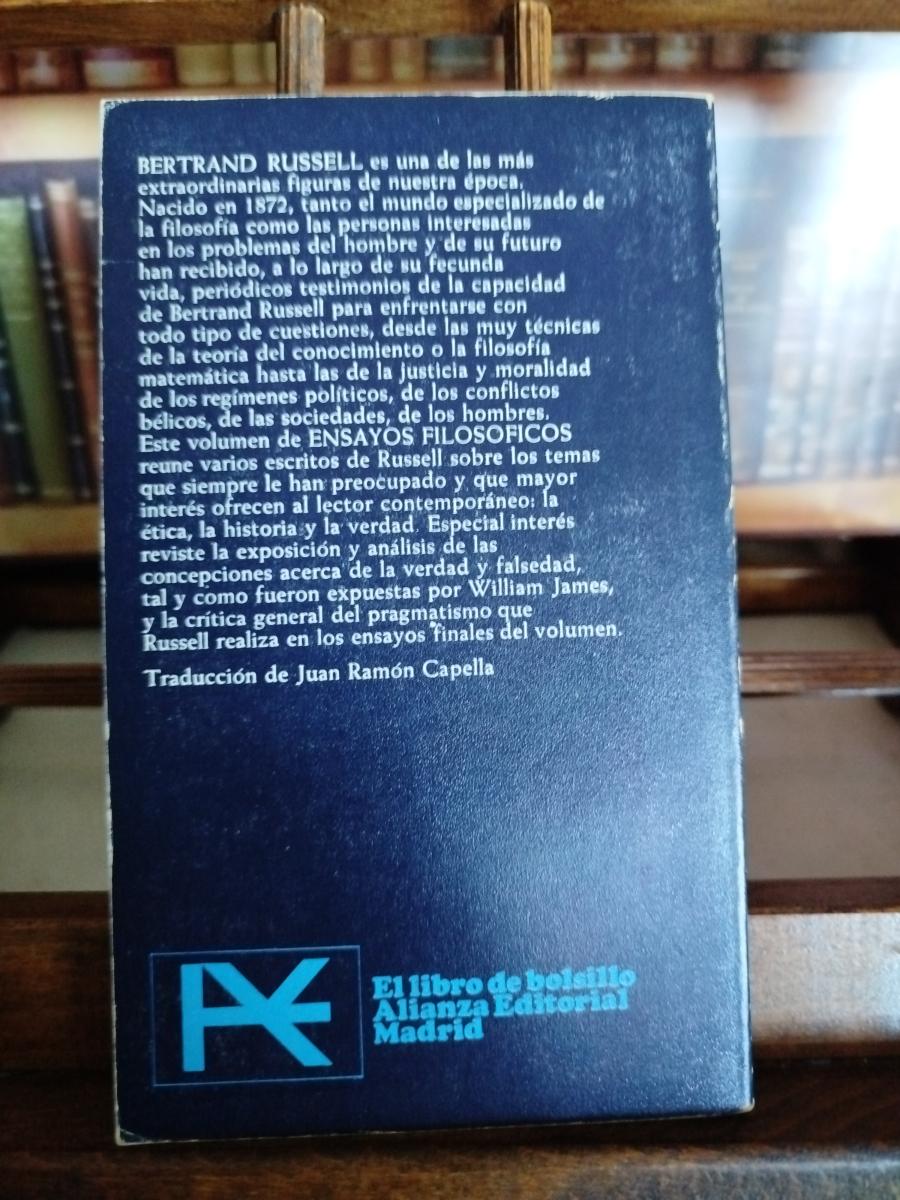 BERTRAND RUSSELL es una de las más
extraordinarias figuras de nuestra época.
Nacido en 1872, tanto el mundo especializado de
la filosofía como las personas interesadas
en los problemas del hombre y de su futuro
han recibido, a lo largo de su fecunda
vida, periódicos testimonios de la capacidad
de Bertrand Russell para enfrentarse con
todo tipo de cuestiones, desde las muy técnicas
de la teoría del conocimiento o la filosofía
matemática hasta las de la justicia y moralidad
de los regímenes políticos, de los conflictos
bélicos, de las sociedades, de los hombres.
Este volumen de ENSAYOS FILOSOFICOS
reune varios escritos de Russell sobre los temas
que siempre le han preocupado y que mayor
interés ofrecen al lector contemporáneo: la
ética, la historia y la verdad. Especial interés
reviste la exposición y análisis de las
concepciones acerca de la verdad y falsedad,
tal y como fueron expuestas por William James,
y la crítica general del pragmatismo que
Russell realiza en los ensayos finales del volumen.
Traducción de Juan Ramón Capella
El libro de bolsillo
Alianza Editorial
Madrid